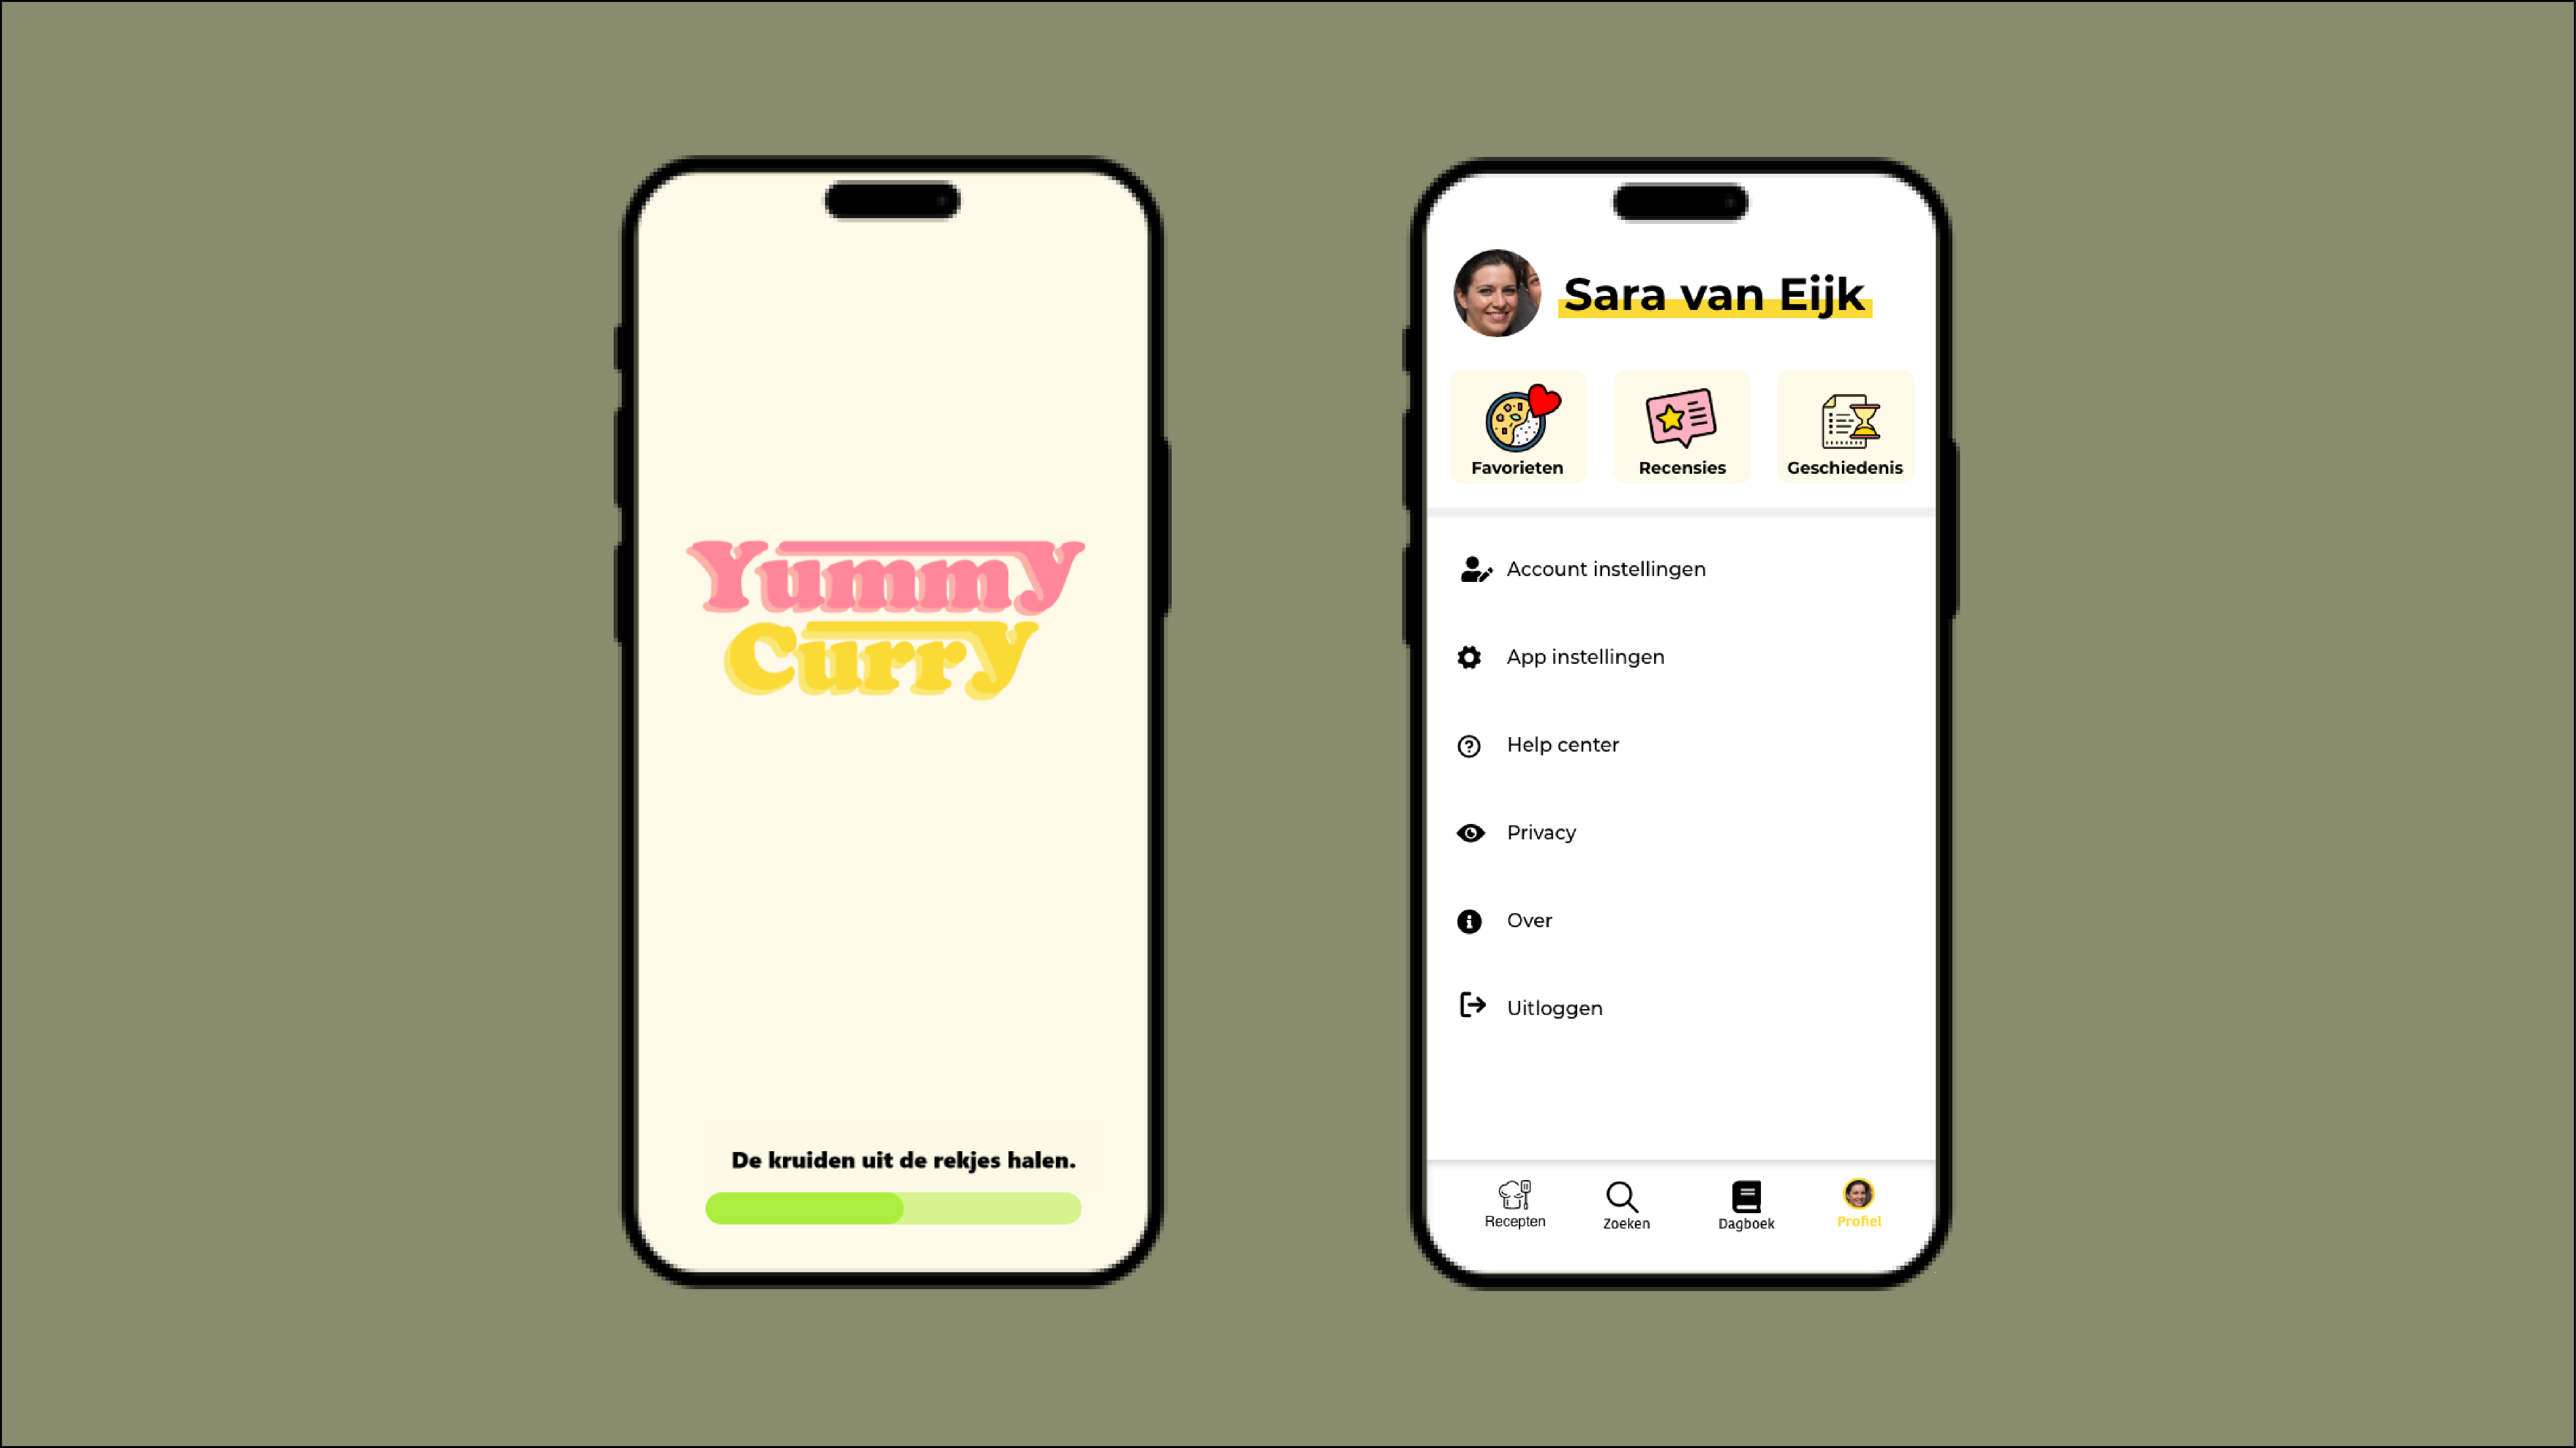 Yummy
Curry
De kruiden uit de rekjes halen.
Sara van Eijk
Favorieten
Recensies
Geschiedenis
Account instellingen
App instellingen
Help center
Privacy
Over
Uitloggen
Recepten
Zoeken
Dagboek
Profiel